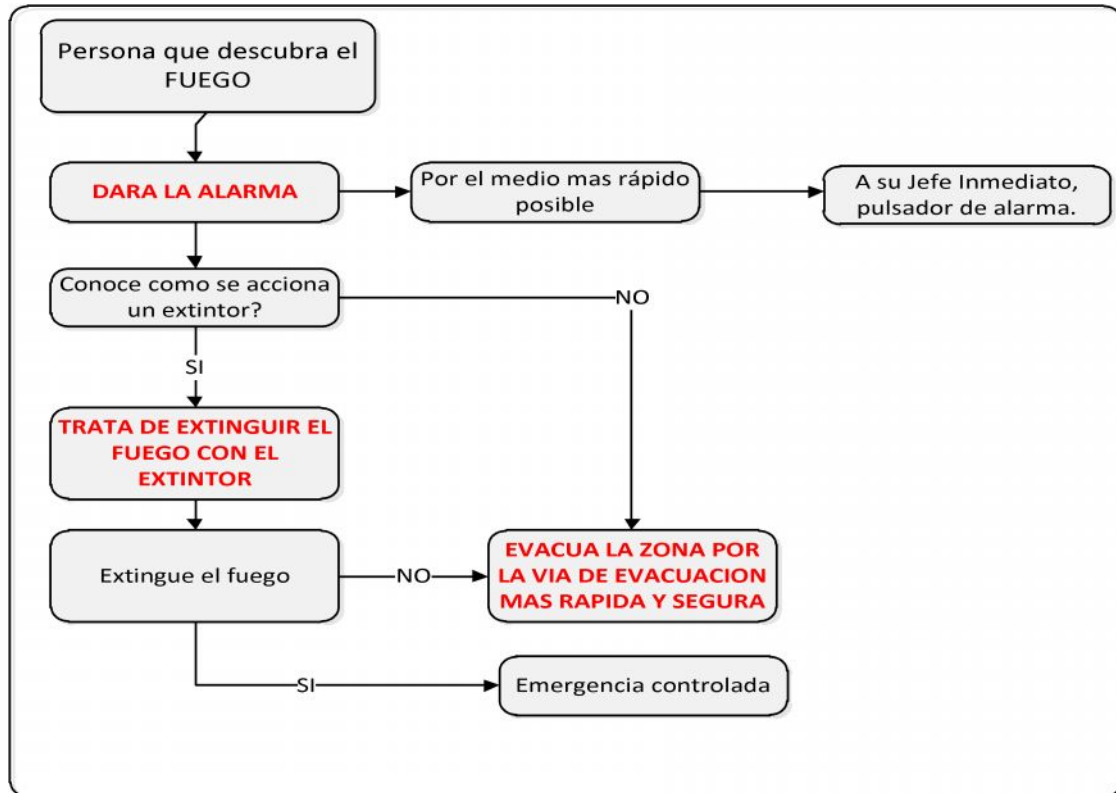 Persona que descubra el
FUEGO
DARA LA ALARMA
Por el medio mas rápido
posible
A su Jefe Inmediato,
pulsador de alarma.
Conoce como se acciona
un extintor?
NO
SI
TRATA DE EXTINGUIR EL
FUEGO CON EL
EXTINTOR
Extingue el fuego
NO
EVACUA LA ZONA POR
LA VIA DE EVACUACION
MAS RAPIDA Y SEGURA
SI
Emergencia controlada